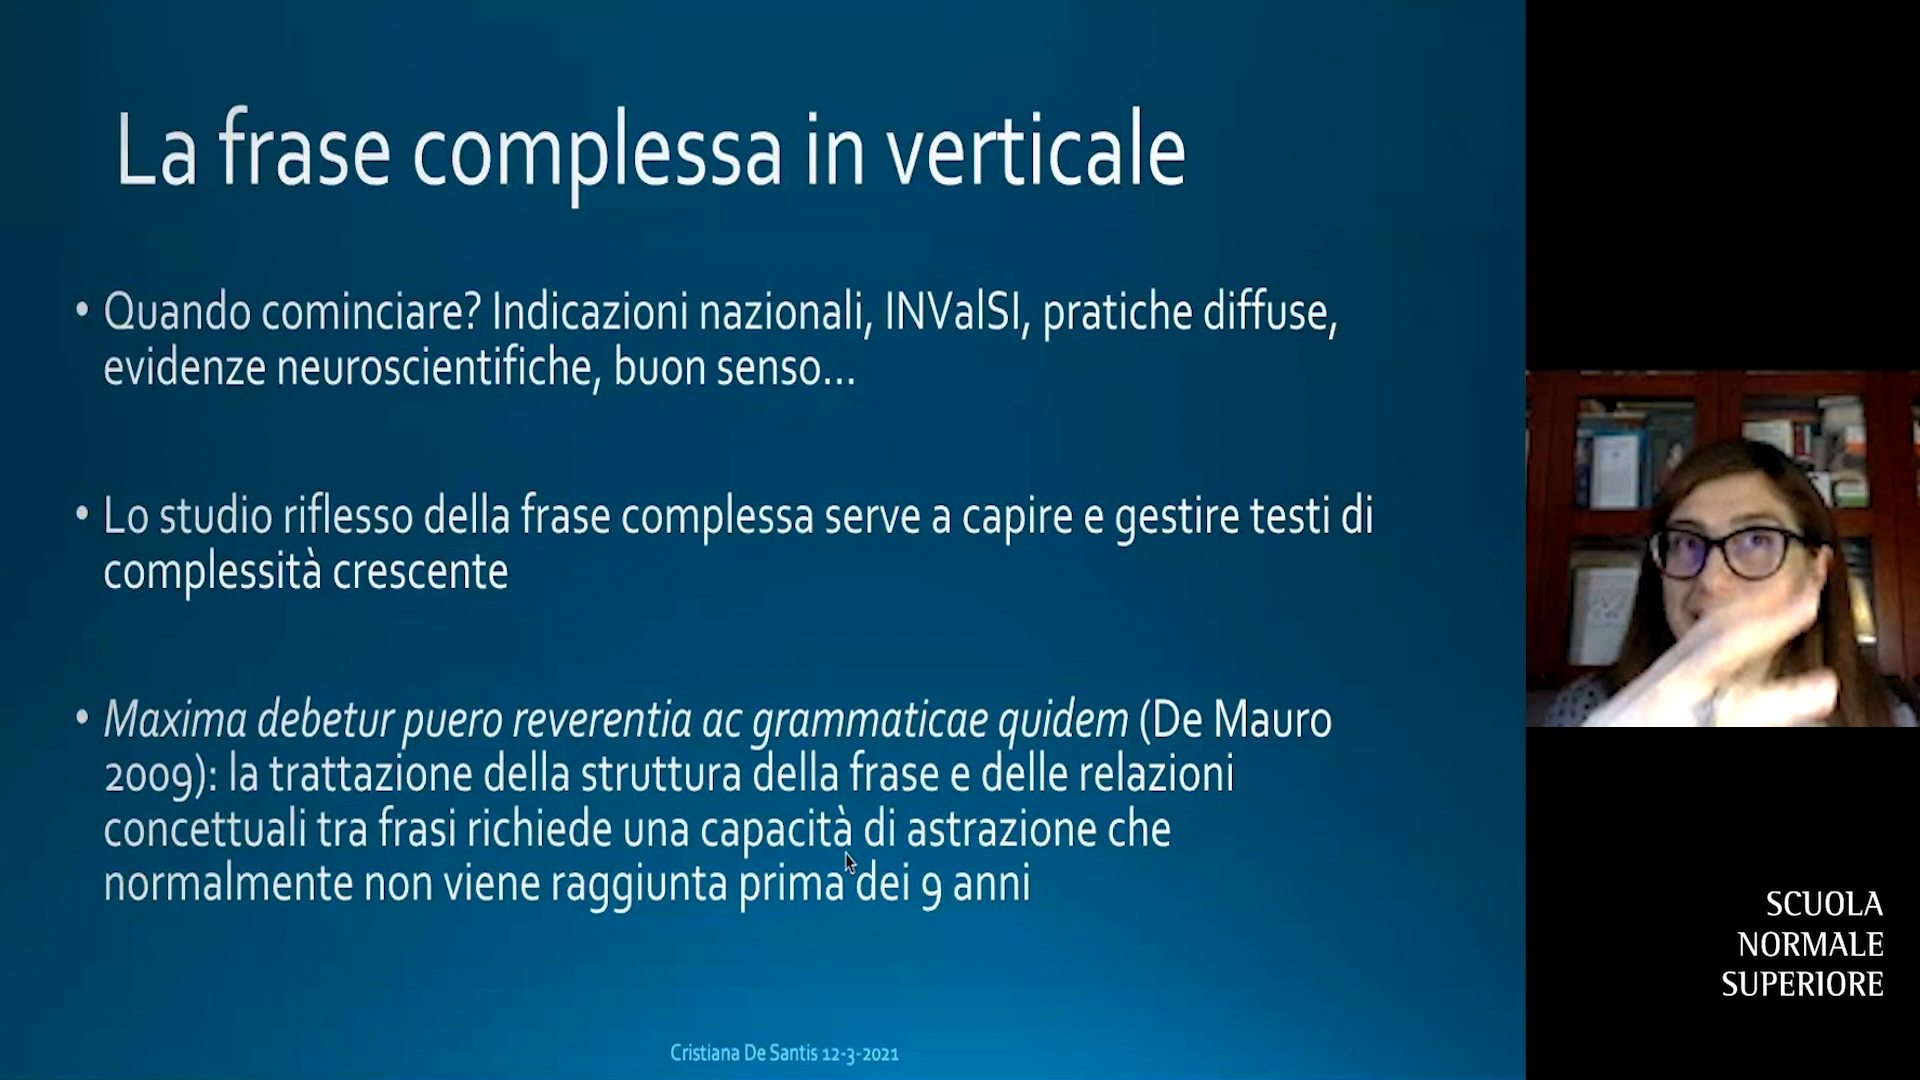 La frase complessa in verticale
• Quando cominciare? Indicazioni nazionali, INValSI, pratiche diffuse,
evidenze neuroscientifiche, buon senso...
• Lo studio riflesso della frase complessa serve a capire e gestire testi di
complessità crescente
• Maxima debetur puero reverentia ac grammaticae quidem (De Mauro
2009): la trattazione della struttura della frase e delle relazioni
concettuali tra frasi richiede una capacità di astrazione che
normalmente non viene raggiunta prima dei 9 anni
Cristiana De Santis 12-3-2021
SCUOLA
NORMALE
SUPERIORE